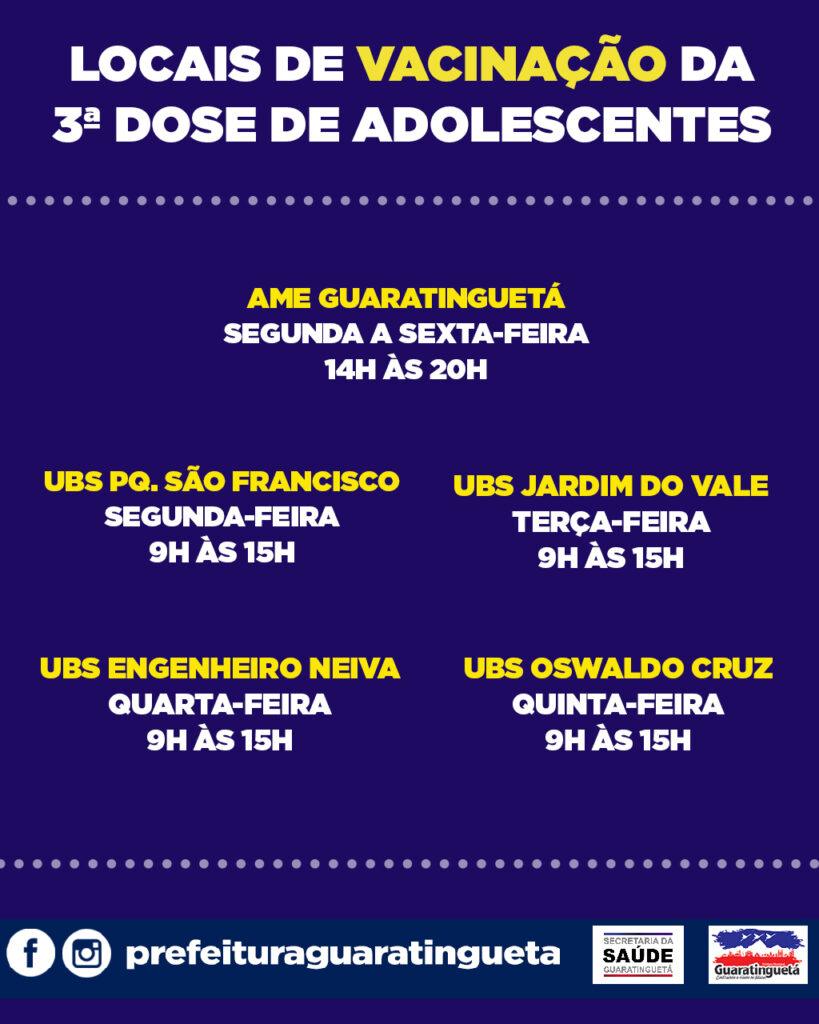 LOCAIS DE VACINAÇÃO DA
3ª DOSE DE ADOLESCENTES
AME GUARATINGUETÁ
SEGUNDA A SEXTA-FEIRA
14H ÀS 20H
UBS PQ. SÃO FRANCISCO
SEGUNDA-FEIRA
9H ÀS 15H
UBS JARDIM DO VALE
TERÇA-FEIRA
9H ÀS 15H
UBS ENGENHEIRO NEIVA
QUARTA-FEIRA
9H ÀS 15H
UBS OSWALDO CRUZ
QUINTA-FEIRA
9H ÀS 15H
prefeituraguaratingueta
SECRETARIA DA
SAÚDE
GUARATINGUETÁ
Guaratinguetá